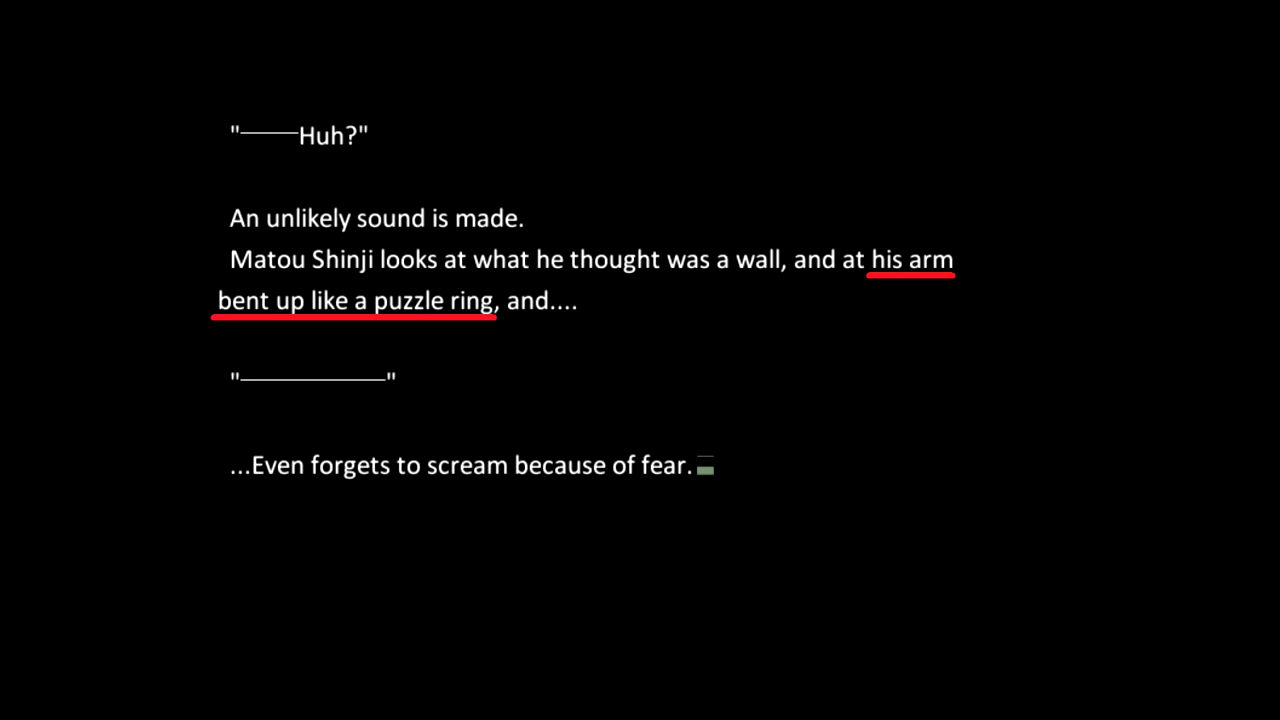 "———Huh?"
An unlikely sound is made.
Matou Shinji looks at what he thought was a wall, and at his arm
bent up like a puzzle ring, and....
"————————"
...Even forgets to scream because of fear.